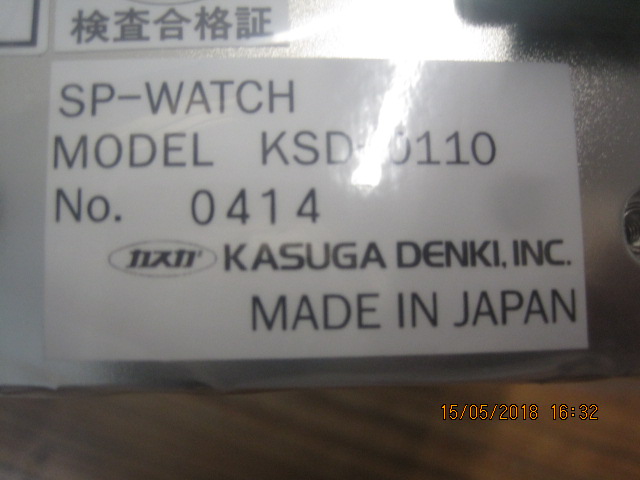 検査合格証
SP-WATCH
MODEL KSD-0110
No. 0414
カスガ KASUGA DENKI, INC.
MADE IN JAPAN
15/05/2018 16:32